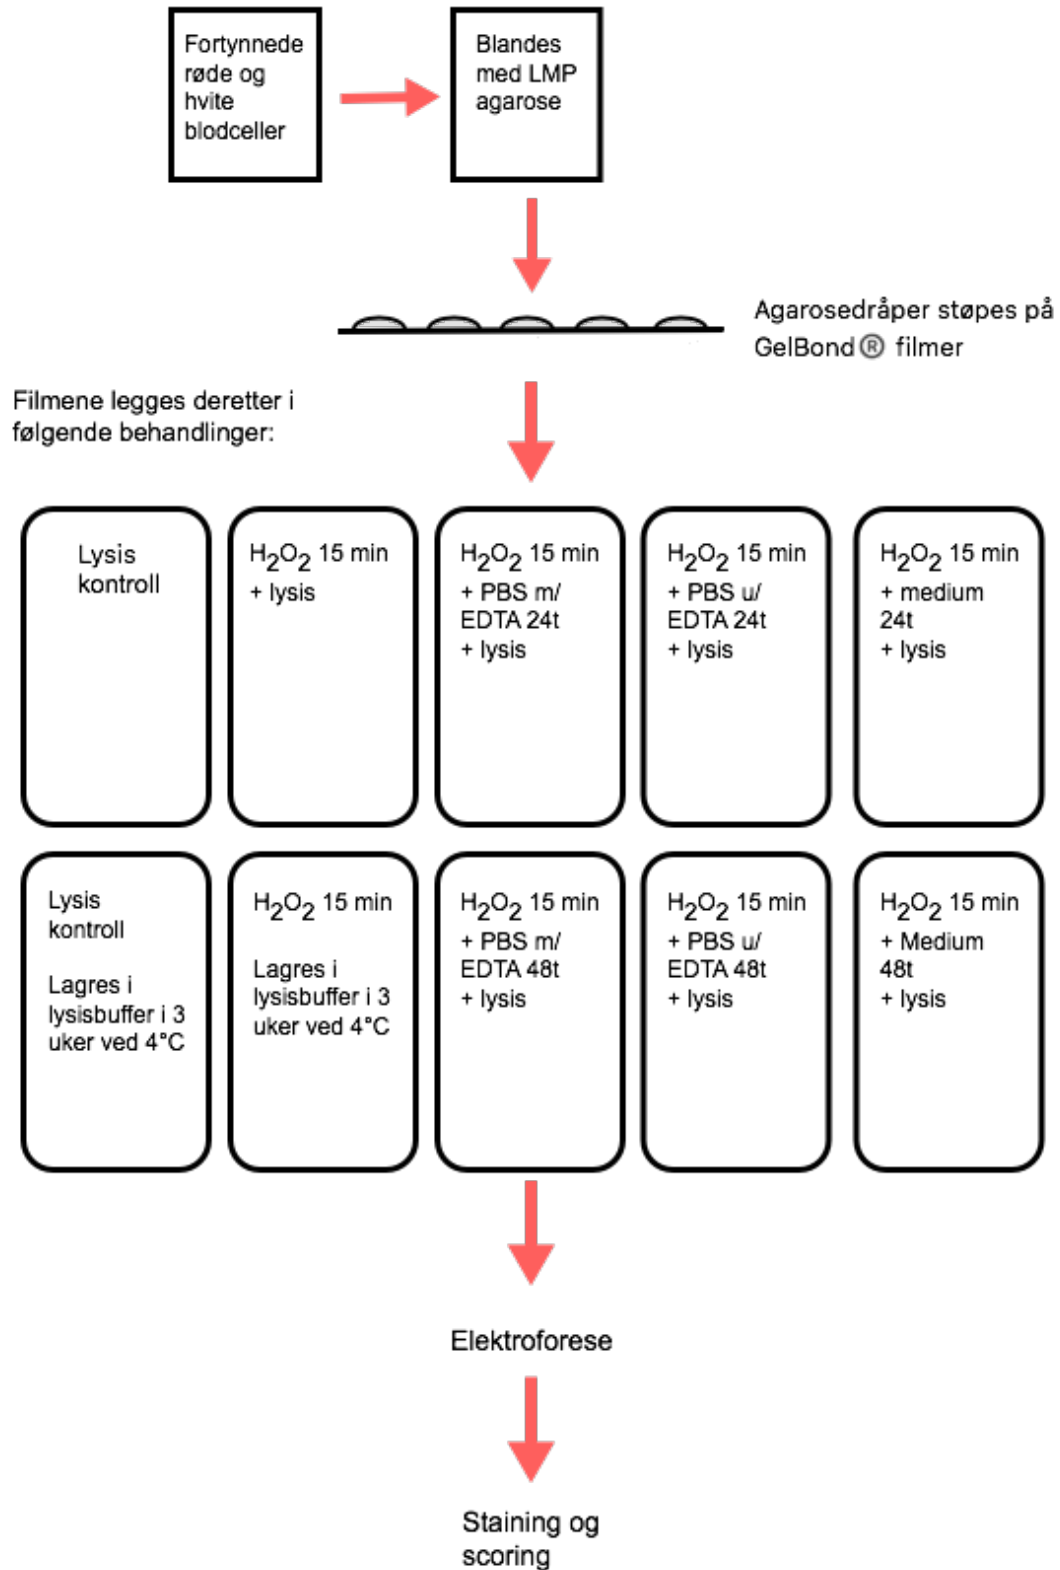 Fortynnede
røde og
hvite
blodceller
Blandes
med LMP
agarose
Agarosedråper støpes på
GelBond® filmer
Filmene legges deretter i
følgende behandlinger:
Lysis
kontroll
H₂O₂ 15 min
+ lysis
H₂O₂ 15 min
+ PBS m/
EDTA 24t
+ lysis
H₂O₂ 15 min
+ PBS u/
EDTA 24t
+ lysis
H₂O₂ 15 min
+ medium
24t
+ lysis
Lysis
kontroll
Lagres i
lysisbuffer i 3
uker ved 4°C
H₂O₂ 15 min
Lagres i
lysisbuffer i 3
uker ved 4°C
H₂O₂ 15 min
+ PBS m/
EDTA 48t
+ lysis
H₂O₂ 15 min
+ PBS u/
EDTA 48t
+ lysis
H₂O₂ 15 min
+ Medium
48t
+ lysis
Elektroforese
Staining og
scoring